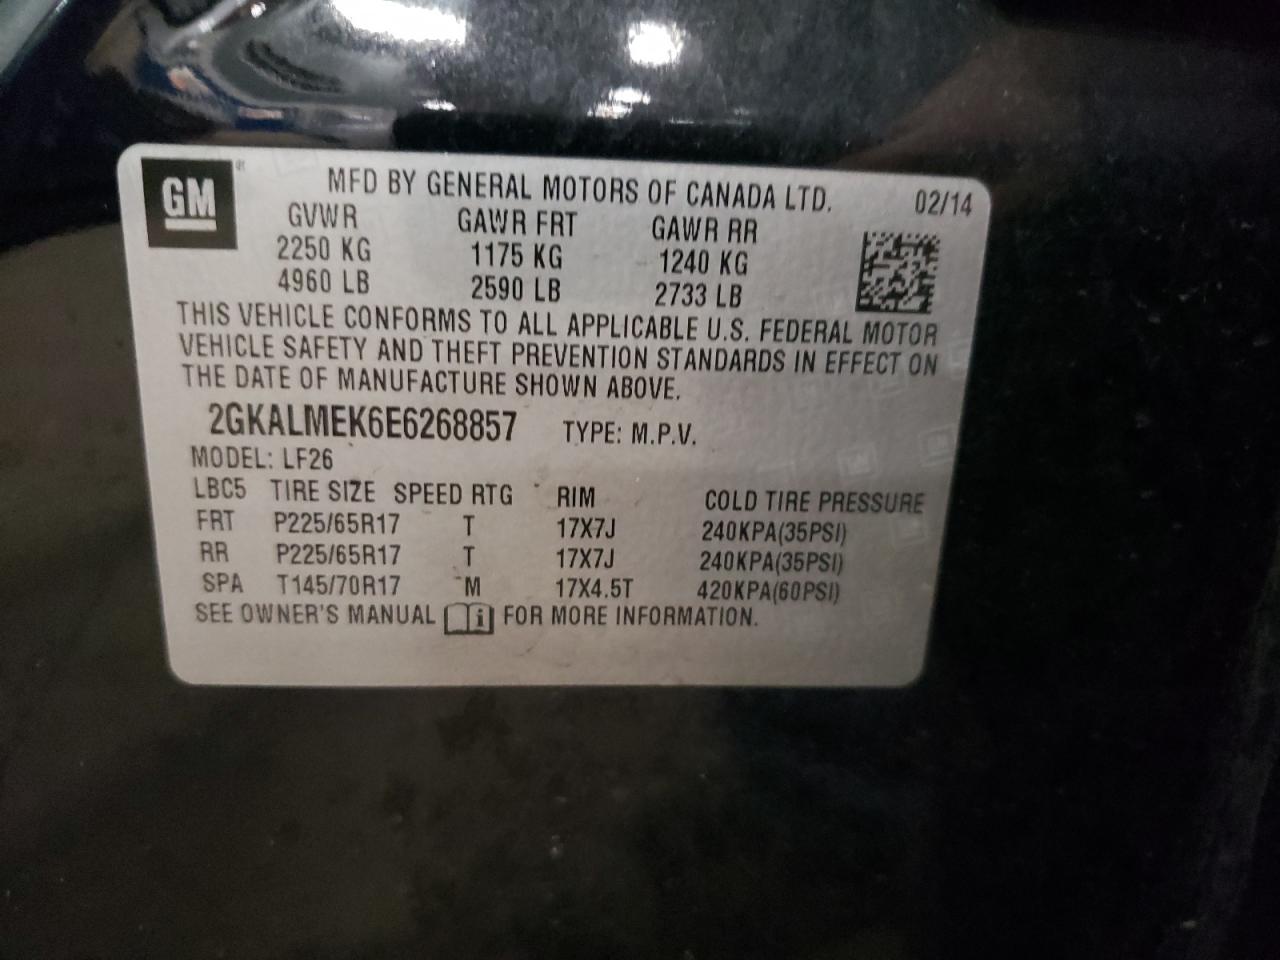 GM
MFD BY GENERAL MOTORS OF CANADA LTD. 02/14
GVWR GAWR FRT GAWR RR
2250 KG 1175 KG 1240 KG
4960 LB 2590 LB 2733 LB
THIS VEHICLE CONFORMS TO ALL APPLICABLE U.S. FEDERAL MOTOR
VEHICLE SAFETY AND THEFT PREVENTION STANDARDS IN EFFECT ON
THE DATE OF MANUFACTURE SHOWN ABOVE.
2GKALMEK6E6268857 TYPE: M.P.V.
MODEL: LF26
LBC5 TIRE SIZE SPEED RTG RIM COLD TIRE PRESSURE
FRT P225/65R17 T 17X7J 240KPA(35PSI)
RR P225/65R17 T 17X7J 240KPA(35PSI)
SPA T145/70R17 M 17X4.5T 420KPA(60PSI)
SEE OWNER'S MANUAL i FOR MORE INFORMATION.